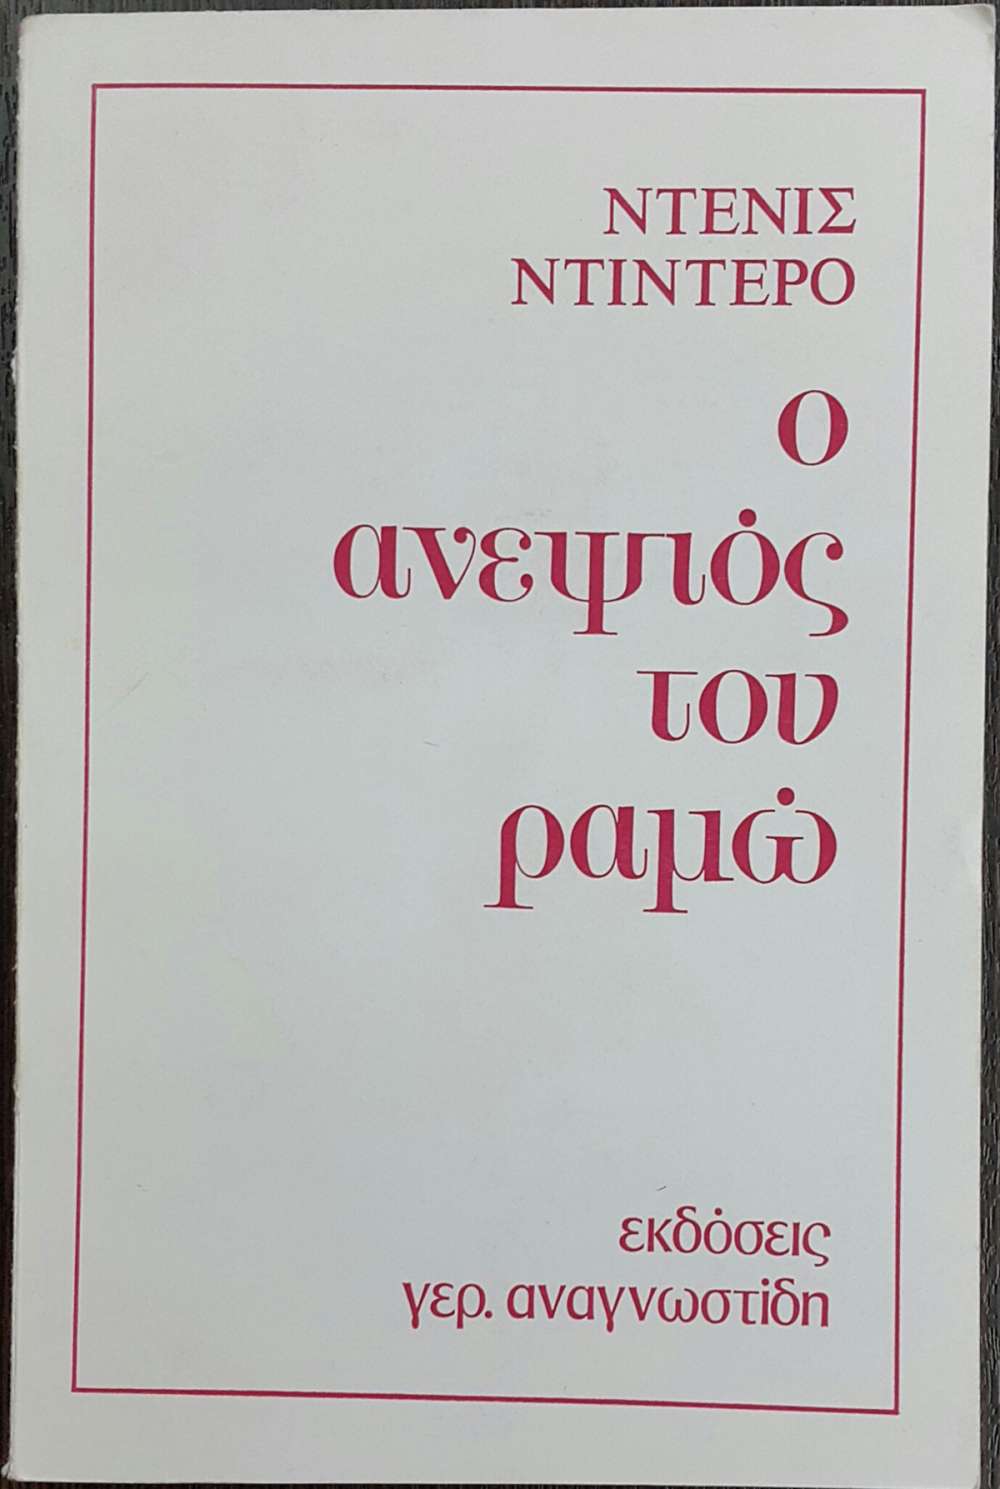 ΝΤΕΝΙΣ
ΝΤΙΝΤΕΡΟ
ο
ανεψιός
του
ραμώ
εκδόσεις
γερ. αναγνωστίδη